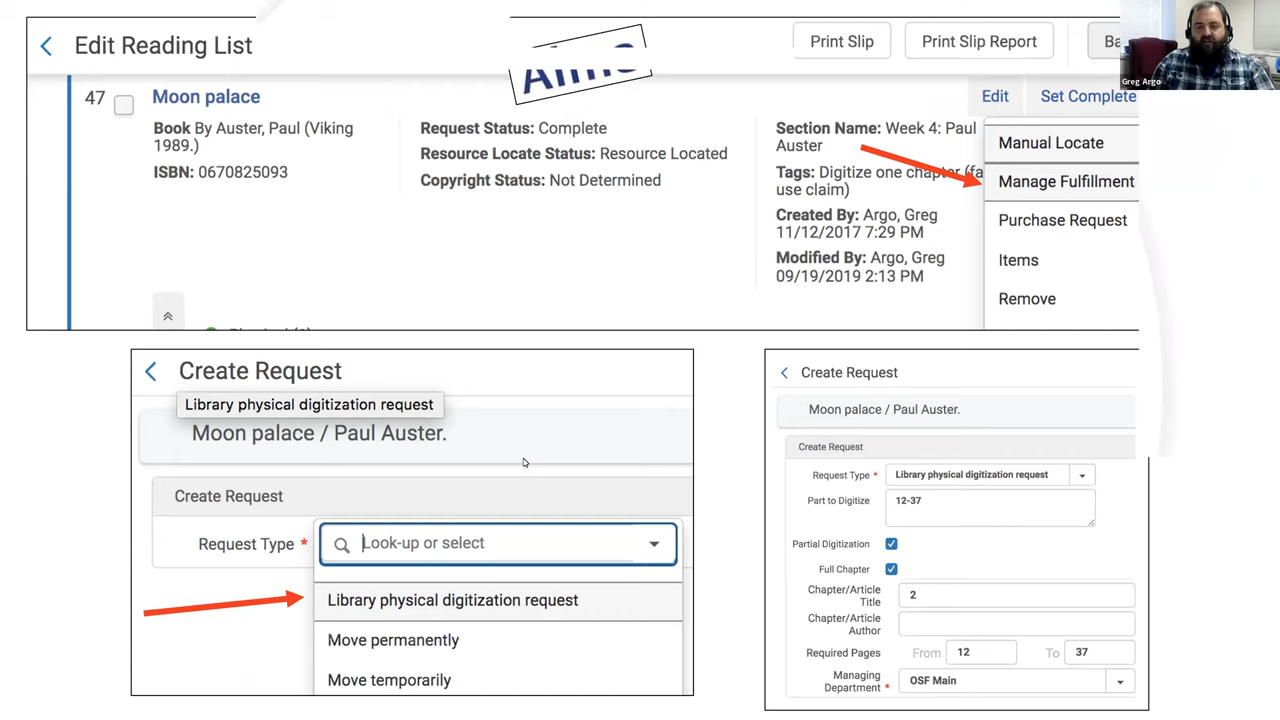 Edit Reading List
Print Slip
Print Slip Report
Ba
Greg Argo
47
Moon palace
Edit
Set Complete
Book By Auster, Paul (Viking
1989.)
ISBN: 0670825093
Request Status: Complete
Resource Locate Status: Resource Located
Copyright Status: Not Determined
Section Name: Week 4: Paul
Auster
Tags: Digitize one chapter (fa
use claim)
Created By: Argo, Greg
11/12/2017 7:29 PM
Modified By: Argo, Greg
09/19/2019 2:13 PM
Manual Locate
Manage Fulfillment
Purchase Request
Items
Remove
Create Request
Library physical digitization request
Moon palace / Paul Auster.
Create Request
Request Type *
Look-up or select
Library physical digitization request
Move permanently
Move temporarily
Create Request
Moon palace / Paul Auster.
Create Request
Request Type * Library physical digitization request
Part to Digitize 12-37
Partial Digitization
Full Chapter
Chapter/Article
Title 2
Chapter/Article
Author
Required Pages From 12 To 37
Managing
Department * OSF Main